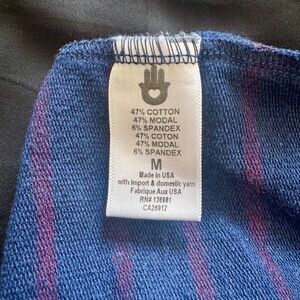 47% COTTON
47% MODAL
6% SPANDEX
47% COTON
47% MODAL
6% SPANDEX
M
Made in USA
with import & domestic yarn
Fabrique Aux USA
RN# 136881
CA28912